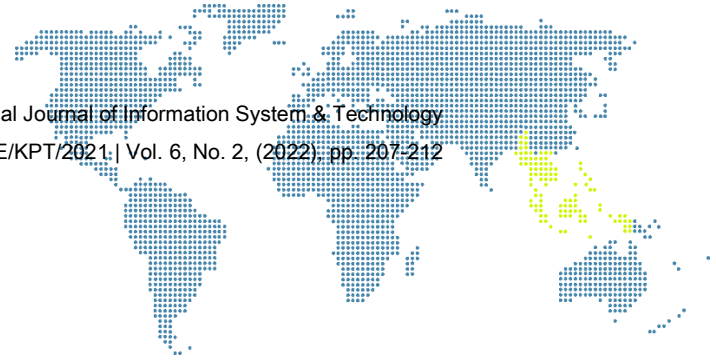 al Journal of Information System & Technology
E/KPT/2021 | Vol. 6, No. 2, (2022), pp. 207-212